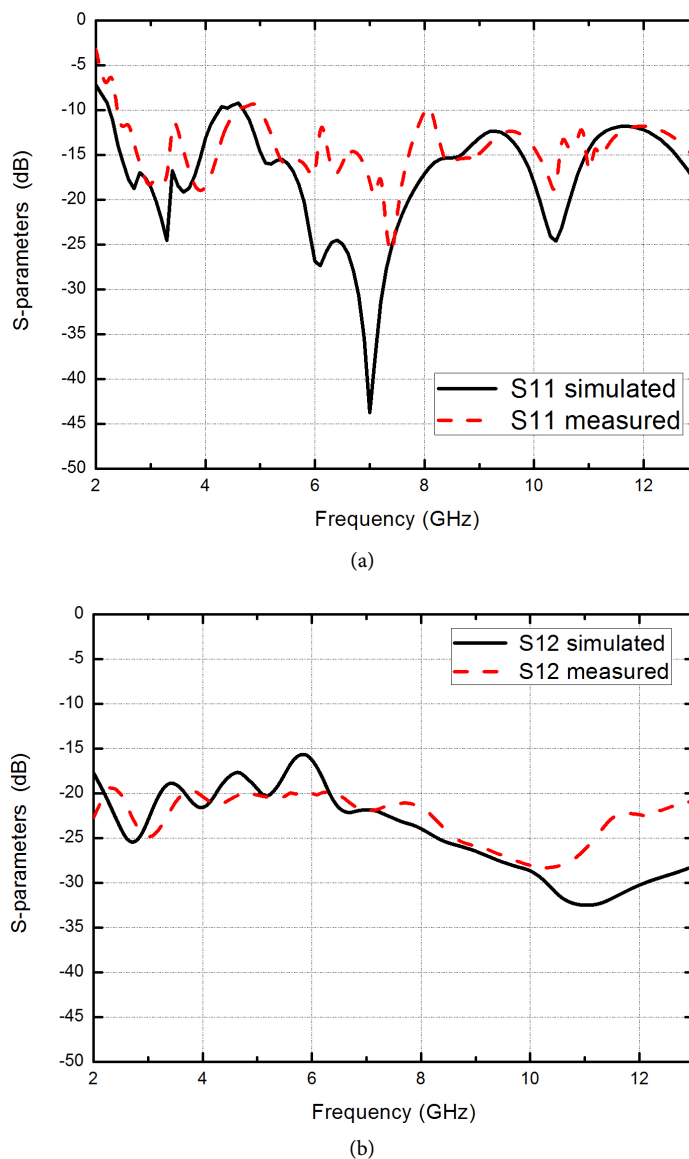 0
-5
-10
-15
-20
-25
-30
-35
-40
-45
-50
S-parameters (dB)
S11 simulated
S11 measured
2 4 6 8 10 12
Frequency (GHz)
(a)
0
-5
-10
-15
-20
-25
-30
-35
-40
-45
-50
S-parameters (dB)
S12 simulated
S12 measured
2 4 6 8 10 12
Frequency (GHz)
(b)